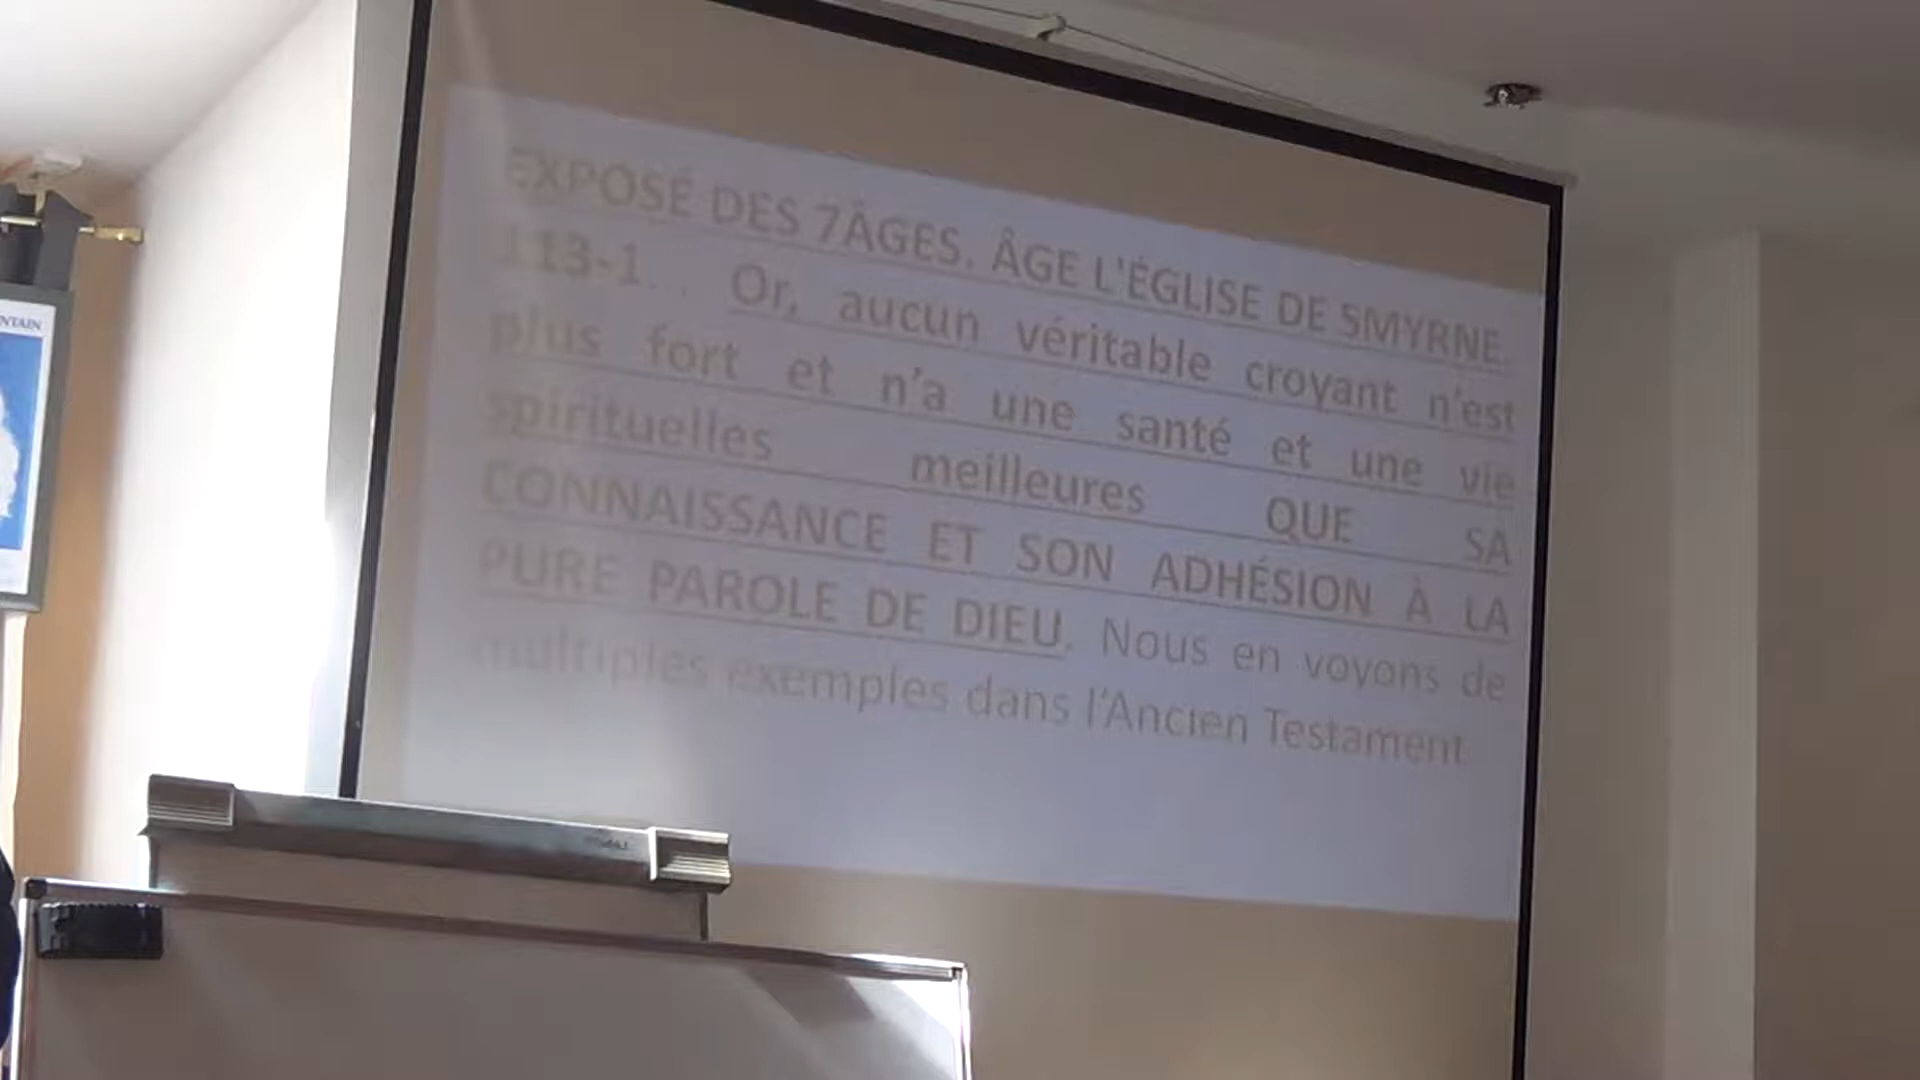 NTAIN
EXPOSÉ DES 7ÂGES. ÂGE L'ÉGLISE DE SMYRNE
113-1. . Or, aucun véritable croyant n'est
plus fort et n'a une santé et une vie
spirituelles meilleures QUE SA
CONNAISSANCE ET SON ADHÉSION À LA
PURE PAROLE DE DIEU. Nous en voyons de
multiples exemples dans l'Ancien Testament